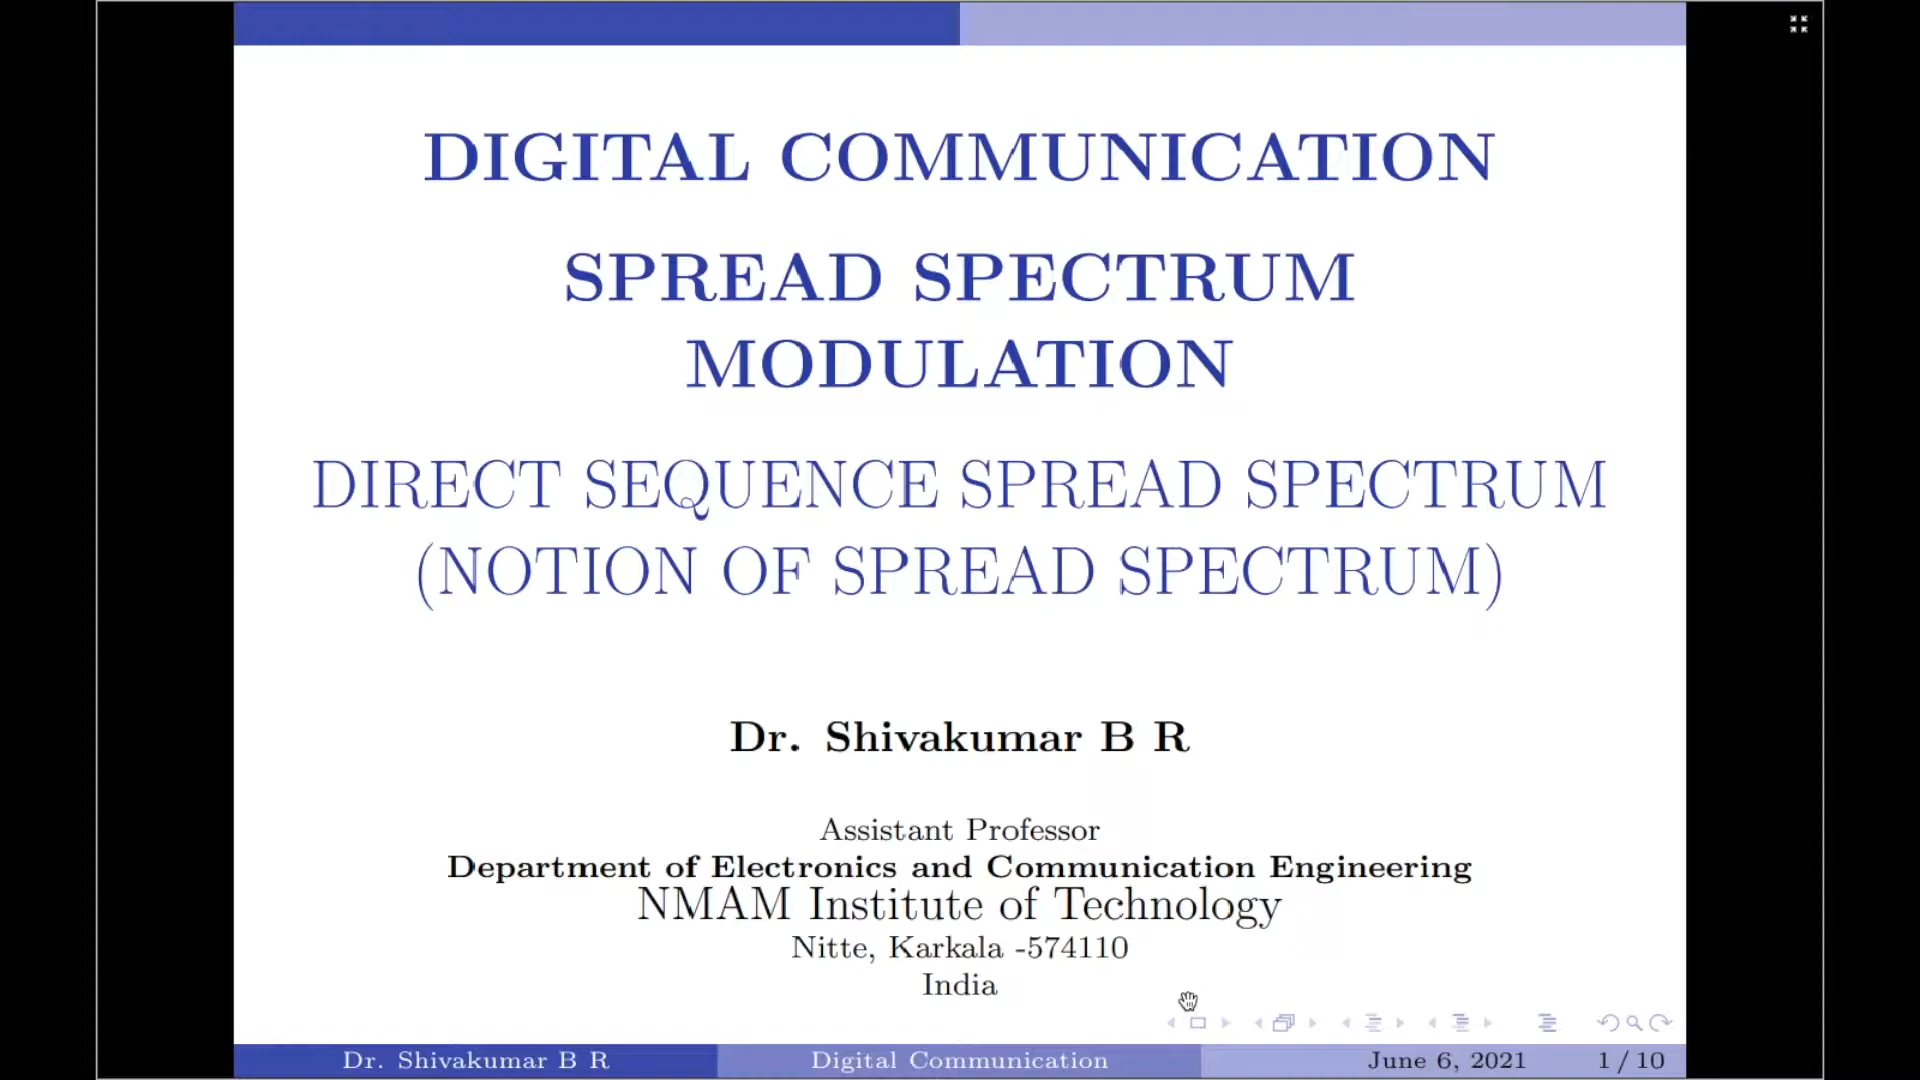 DIGITAL COMMUNICATION
SPREAD SPECTRUM
MODULATION
DIRECT SEQUENCE SPREAD SPECTRUM
(NOTION OF SPREAD SPECTRUM)
Dr. Shivakumar B R
Assistant Professor
Department of Electronics and Communication Engineering
NMAM Institute of Technology
Nitte, Karkala -574110
India
Dr. Shivakumar B R Digital Communication June 6, 2021 1 / 10